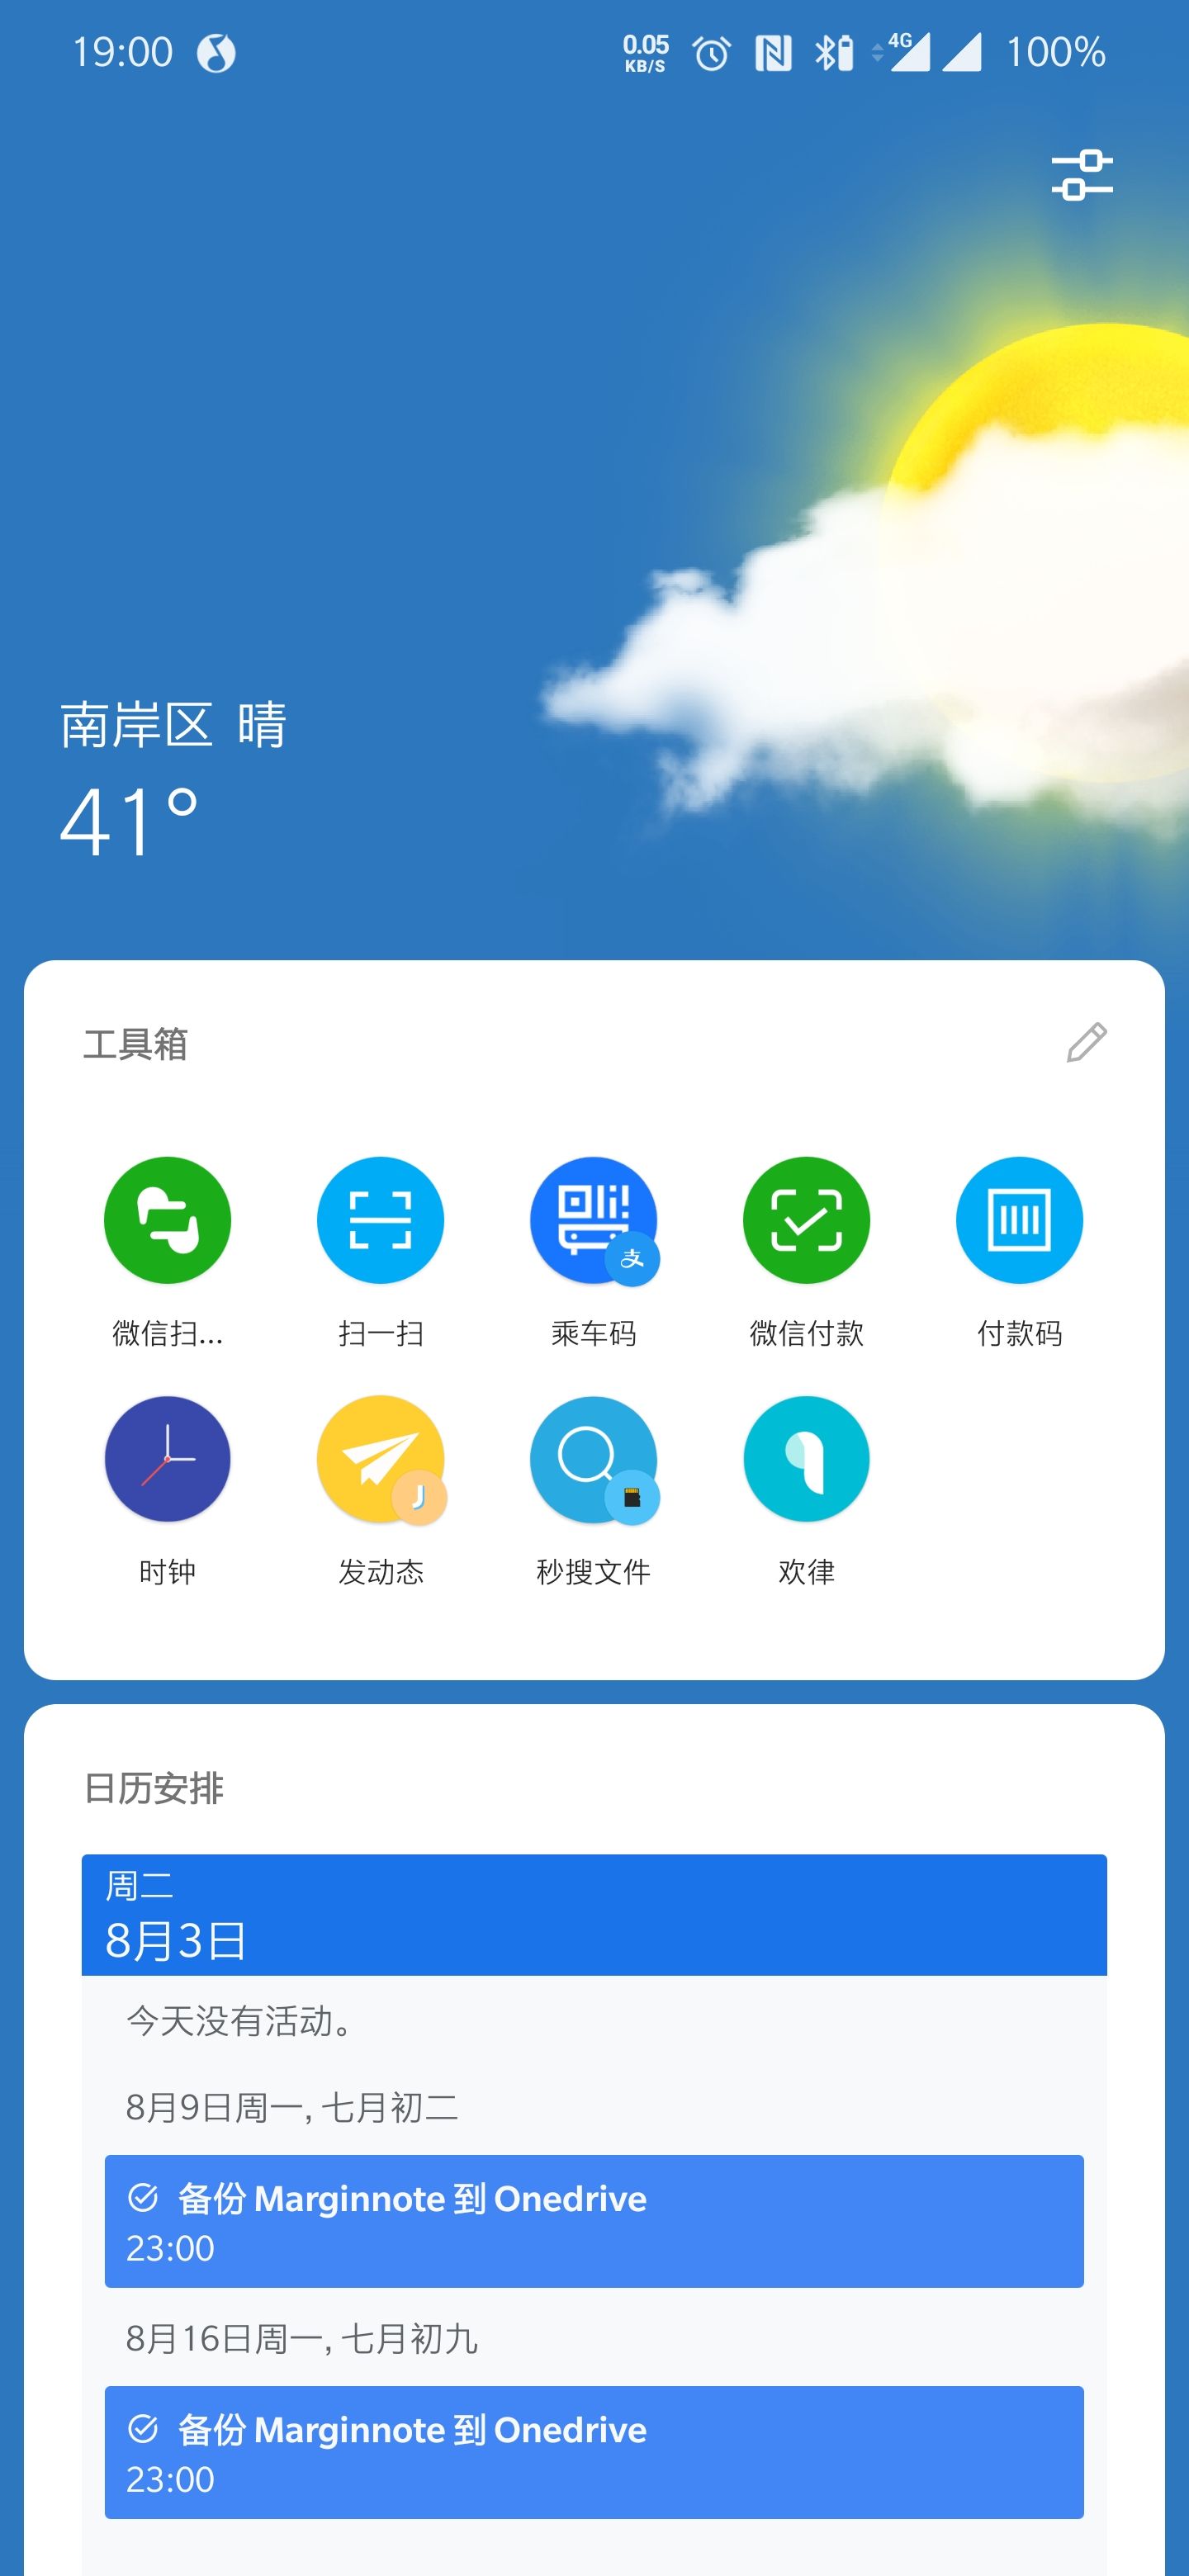 19:00
0.05
KB/S
4G
100%
南岸区 晴
41°
工具箱
支
微信扫...
扫一扫
乘车码
微信付款
付款码
J
时钟
发动态
秒搜文件
欢律
日历安排
周二
8月3日
今天没有活动。
8月9日周一, 七月初二
备份 Marginnote 到 Onedrive
23:00
8月16日周一, 七月初九
备份 Marginnote 到 Onedrive
23:00